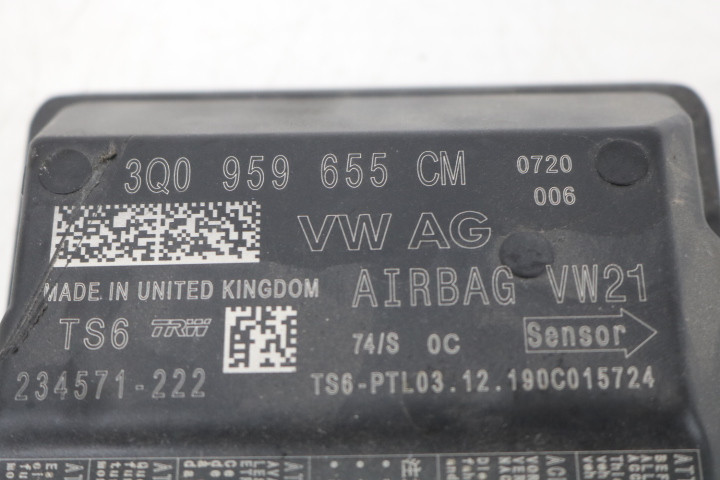 3Q0 959 655 CM 0720
006
VW AG
MADE IN UNITED KINGDOM AIRBAG VW21
TS6 TRW 74/S 0C Sensor
234571-222 TS6-PTL03.12.190C015724